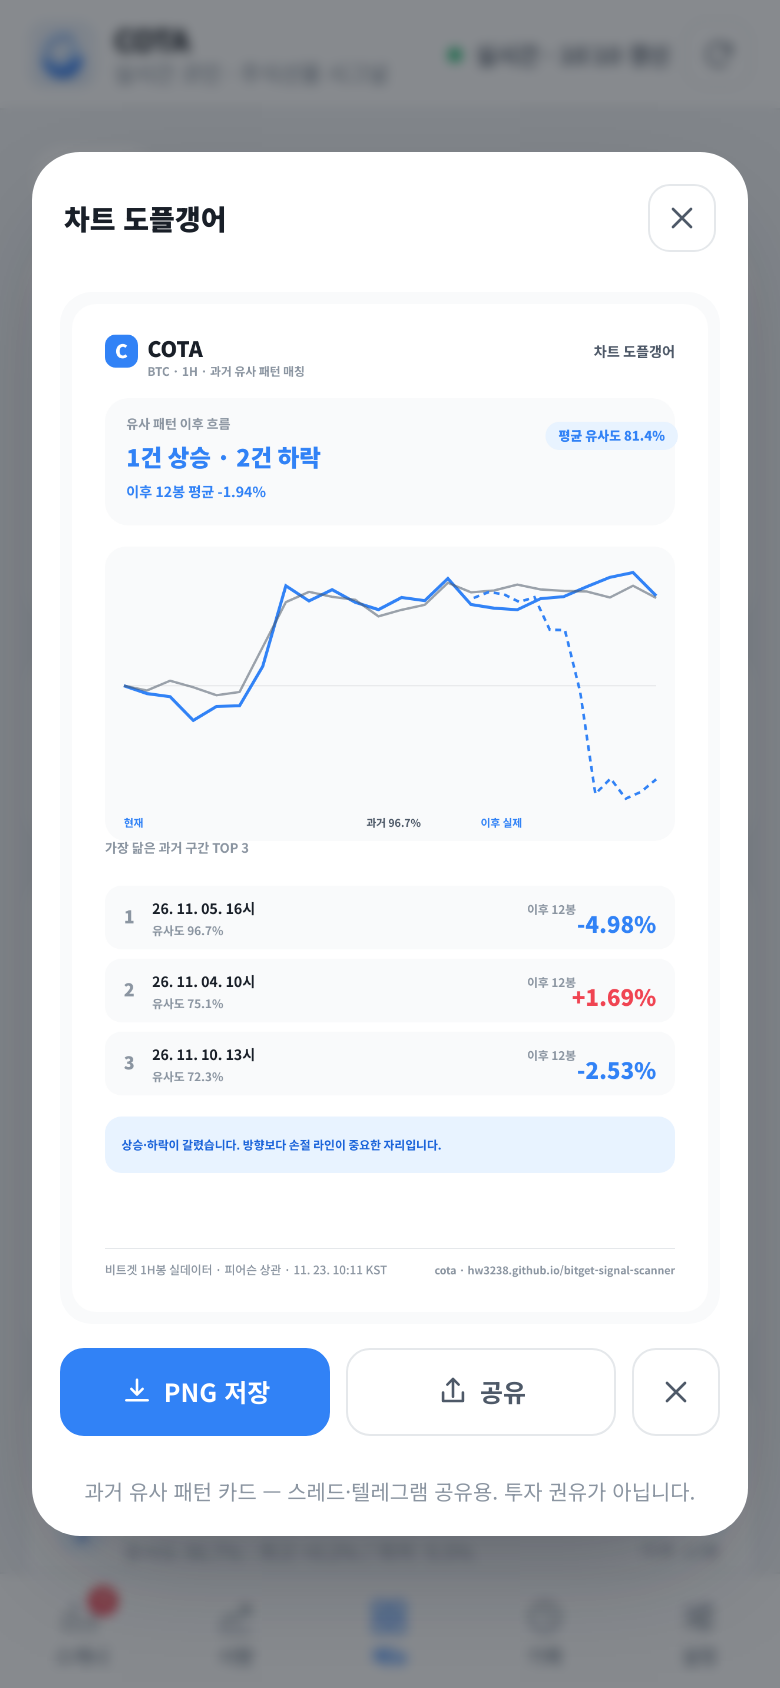 COTA
차트 도플갱어
C COTA
차트 도플갱어
BTC · 1H · 과거 유사 패턴 매칭
유사 패턴 이후 흐름
평균 유사도 81.4%
1건 상승 · 2건 하락
이후 12봉 평균 -1.94%
현재
과거 96.7%
이후 실제
가장 닮은 과거 구간 TOP 3
1
26. 11. 05. 16시
유사도 96.7%
이후 12봉
-4.98%
2
26. 11. 04. 10시
유사도 75.1%
이후 12봉
+1.69%
3
26. 11. 10. 13시
유사도 72.3%
이후 12봉
-2.53%
상승·하락이 갈렸습니다. 방향보다 손절 라인이 중요한 자리입니다.
비트겟 1H봉 실데이터 · 피어슨 상관 · 11. 23. 10:11 KST
cota · hw3238.github.io/bitget-signal-scanner
PNG 저장
공유
과거 유사 패턴 카드 — 스레드·텔레그램 공유용. 투자 권유가 아닙니다.